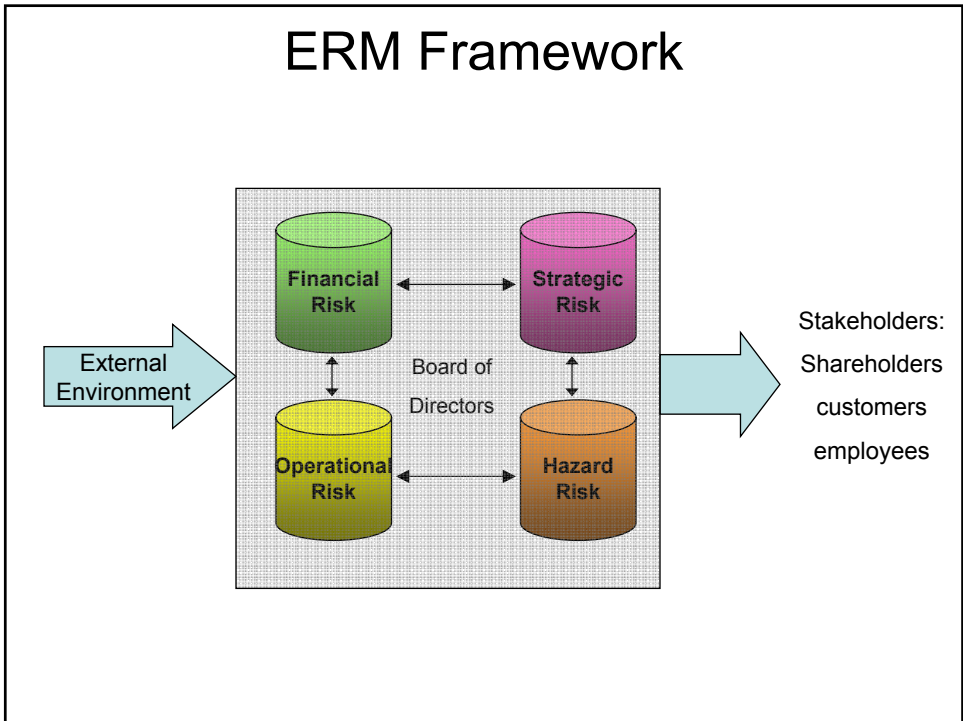 ERM Framework
External
Environment
Financial
Risk
Strategic
Risk
Board of
Directors
Operational
Risk
Hazard
Risk
Stakeholders:
Shareholders
customers
employees